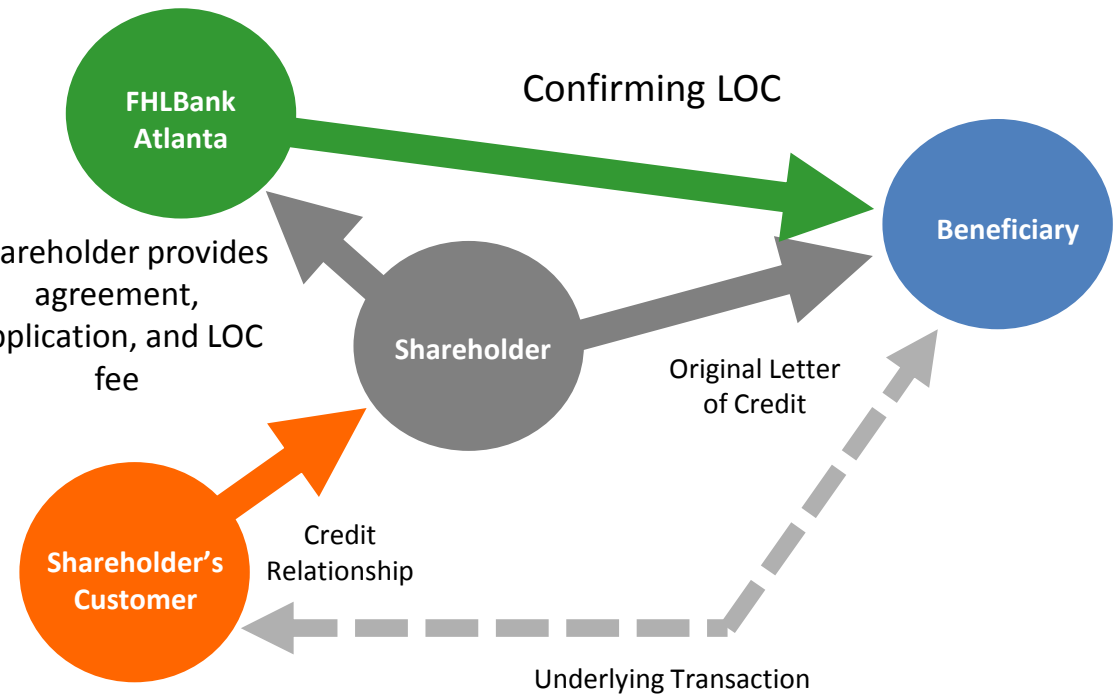 FHLBank
Atlanta
Confirming LOC
Beneficiary
areholder provides
agreement,
plication, and LOC
fee
Shareholder
Original Letter
of Credit
Credit
Relationship
Shareholder’s
Customer
Underlying Transaction